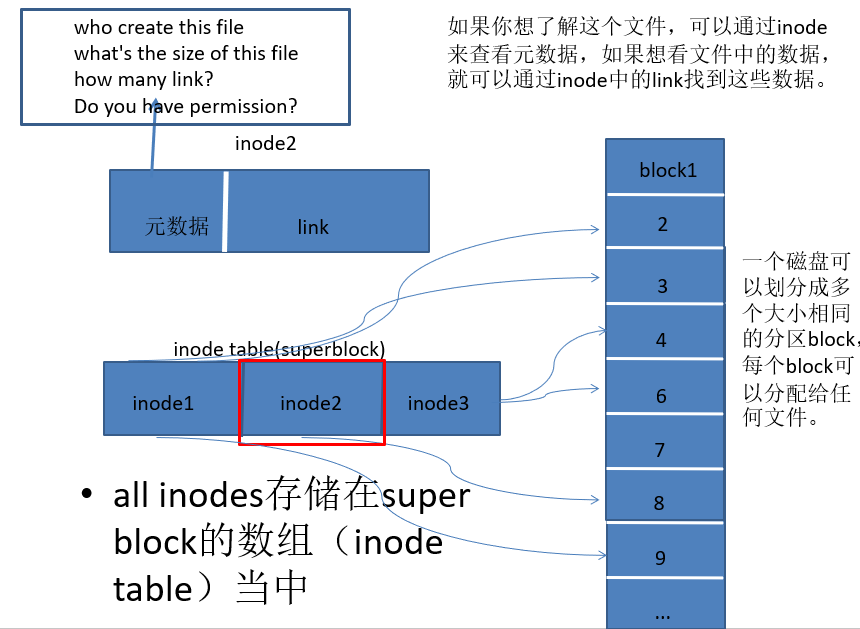 who create this file
what's the size of this file
how many link?
Do you have permission?
如果你想了解这个文件，可以通过inode
来查看元数据，如果想看文件中的数据，
就可以通过inode中的link找到这些数据。
inode2
元数据
link
inode table(superblock)
inode1
inode2
inode3
all inodes存储在super
block的数组（inode
table）当中
block1
2
3
4
6
7
8
9
...
一个磁盘可
以划分成多
个大小相同
的分区block，
每个block可
以分配给任
何文件。